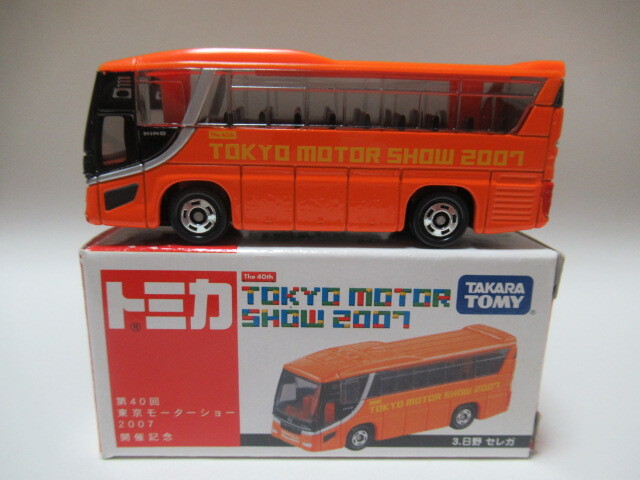 HINO
The 40th
TOKYO MOTOR SHOW 2007
トミカ
®
The 40th
TOKYO MOTOR
SHOW 2007
TAKARA
TOMY
第40回
東京モーターショー
2007
開催記念
TOKYO MOTOR SHOW 2007
3.日野 セレガ